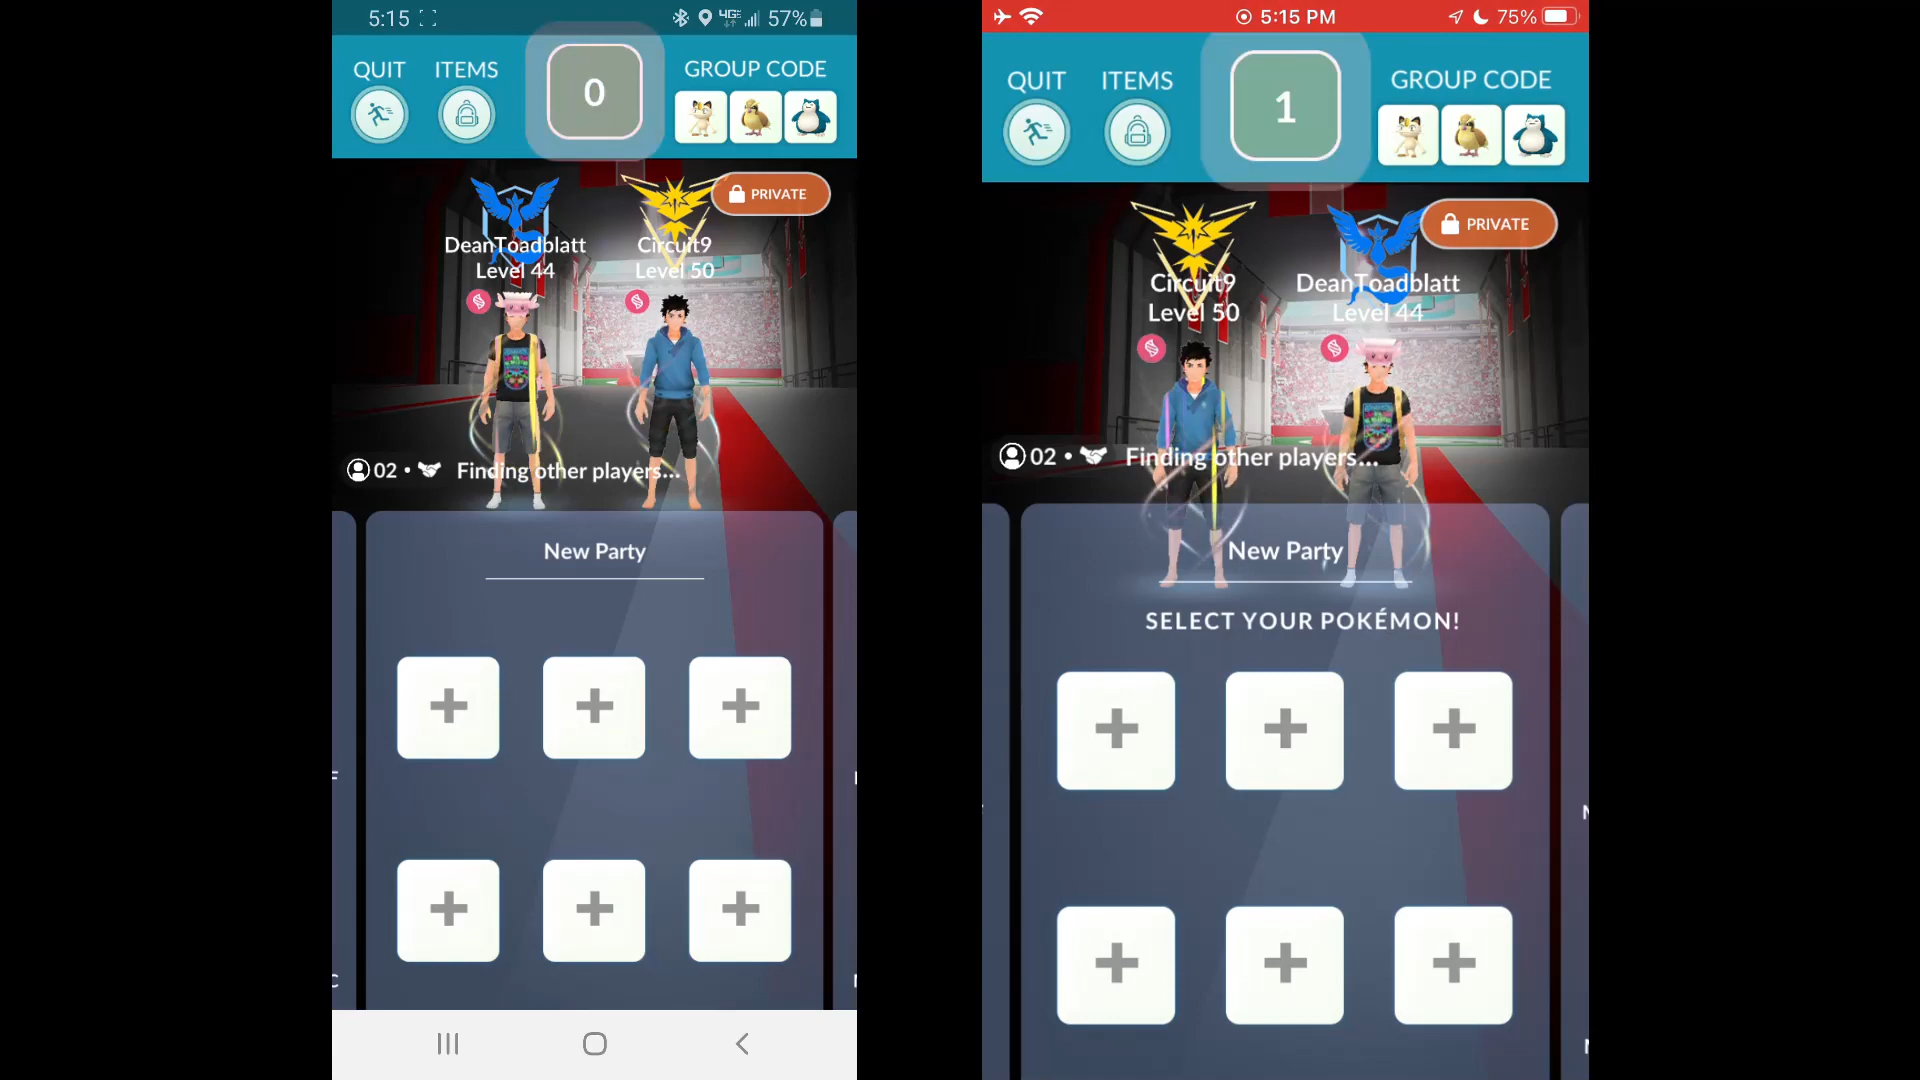 5:15
4GE
57%
QUIT
ITEMS
0
GROUP CODE
PRIVATE
DeanToadblatt
Level 44
Circuit9
Level 50
02 •
Finding other players...
New Party
F
C
5:15 PM
75%
QUIT
ITEMS
1
GROUP CODE
PRIVATE
Circuit9
Level 50
DeanToadblatt
Level 44
02 •
Finding other players...
New Party
SELECT YOUR POKÉMON!